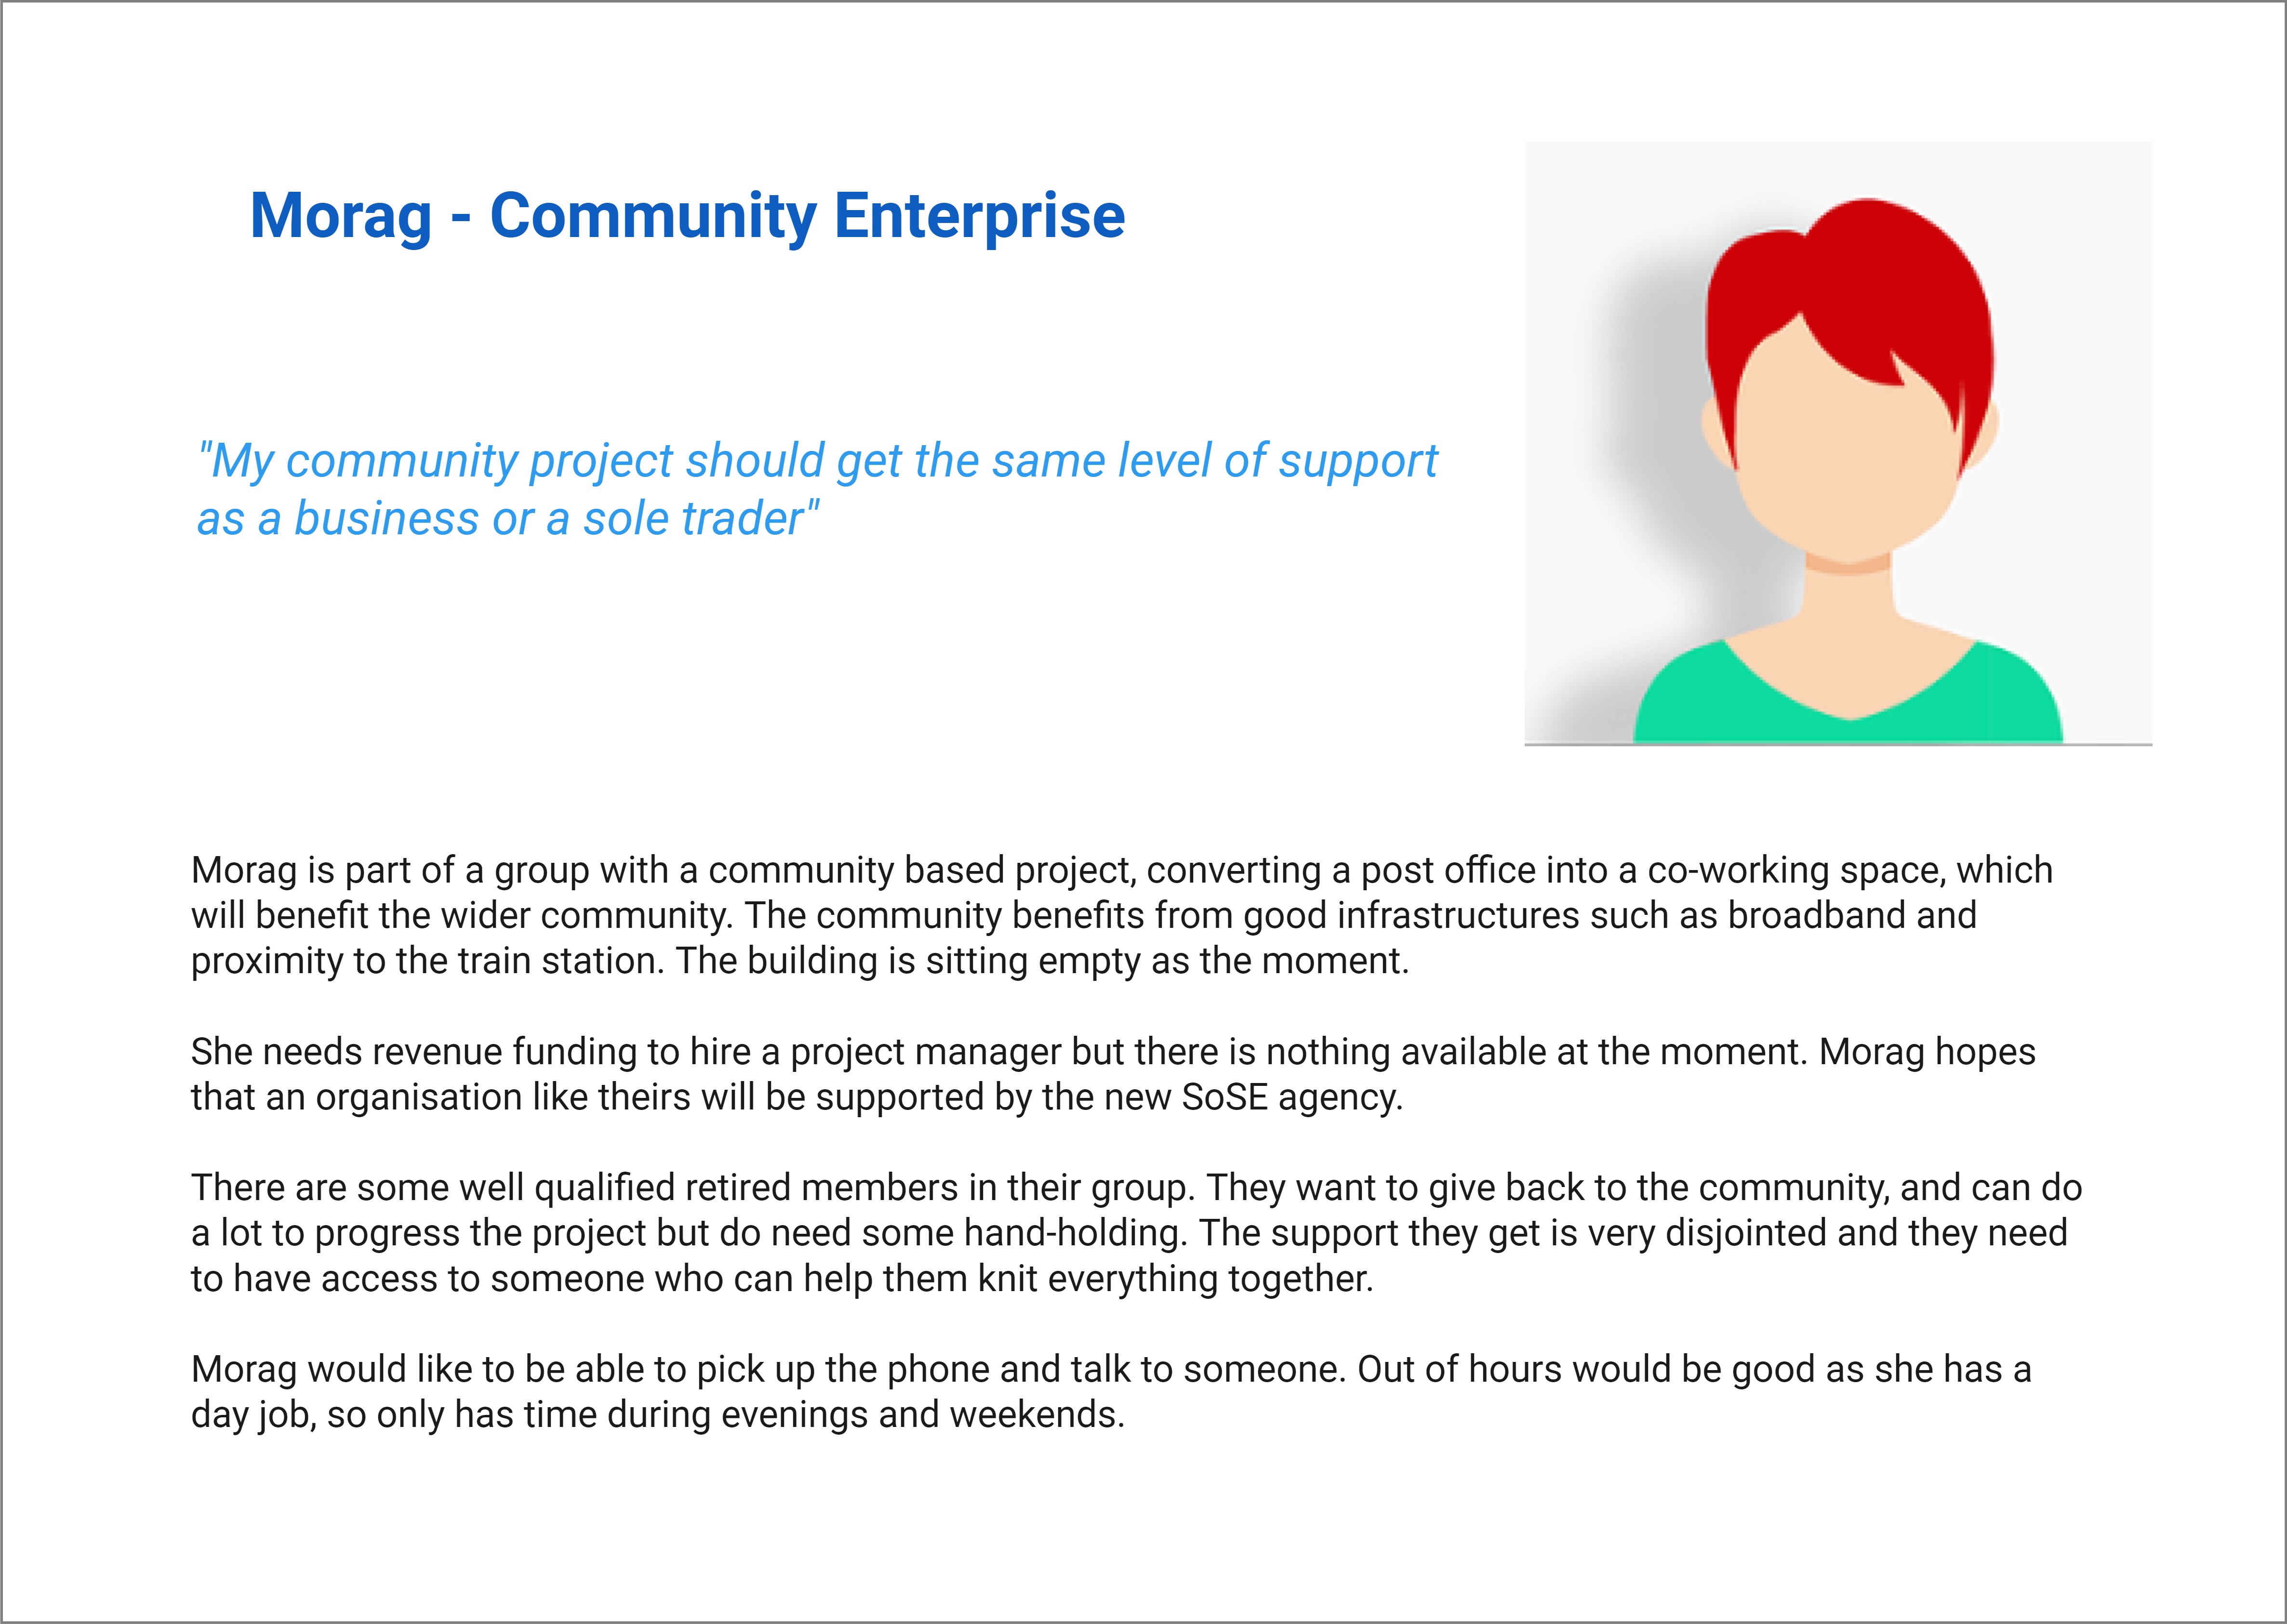 Morag - Community Enterprise
"My community project should get the same level of support
as a business or a sole trader"
Morag is part of a group with a community based project, converting a post office into a co-working space, which
will benefit the wider community. The community benefits from good infrastructures such as broadband and
proximity to the train station. The building is sitting empty as the moment.
She needs revenue funding to hire a project manager but there is nothing available at the moment. Morag hopes
that an organisation like theirs will be supported by the new SoSE agency.
There are some well qualified retired members in their group. They want to give back to the community, and can do
a lot to progress the project but do need some hand-holding. The support they get is very disjointed and they need
to have access to someone who can help them knit everything together.
Morag would like to be able to pick up the phone and talk to someone. Out of hours would be good as she has a
day job, so only has time during evenings and weekends.